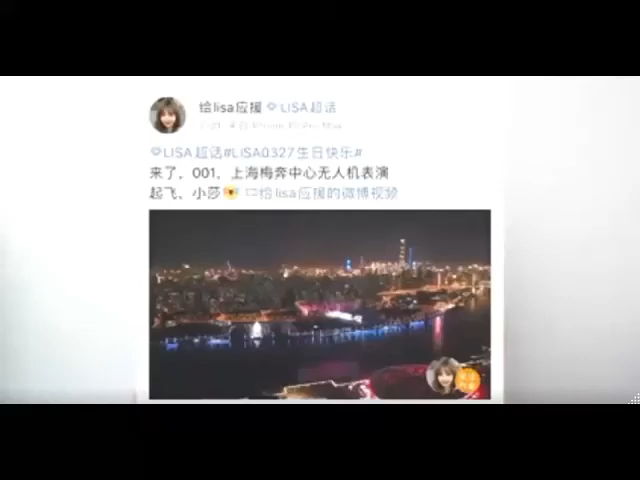 给lisa应援 LISA超话
LISA超话#LISA0327生日快乐#
来了，001，上海梅奔中心无人机表演
起飞、小莎 给lisa应援的微博视频